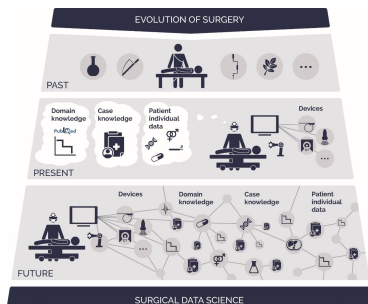 EVOLUTION OF SURGERY
PAST
Domain
knowledge
Case
knowledge
Patient
individual
data
Devices
PubMed
PRESENT
Devices
Domain
knowledge
Case
knowledge
Patient
individual
data
FUTURE
SURGICAL DATA SCIENCE